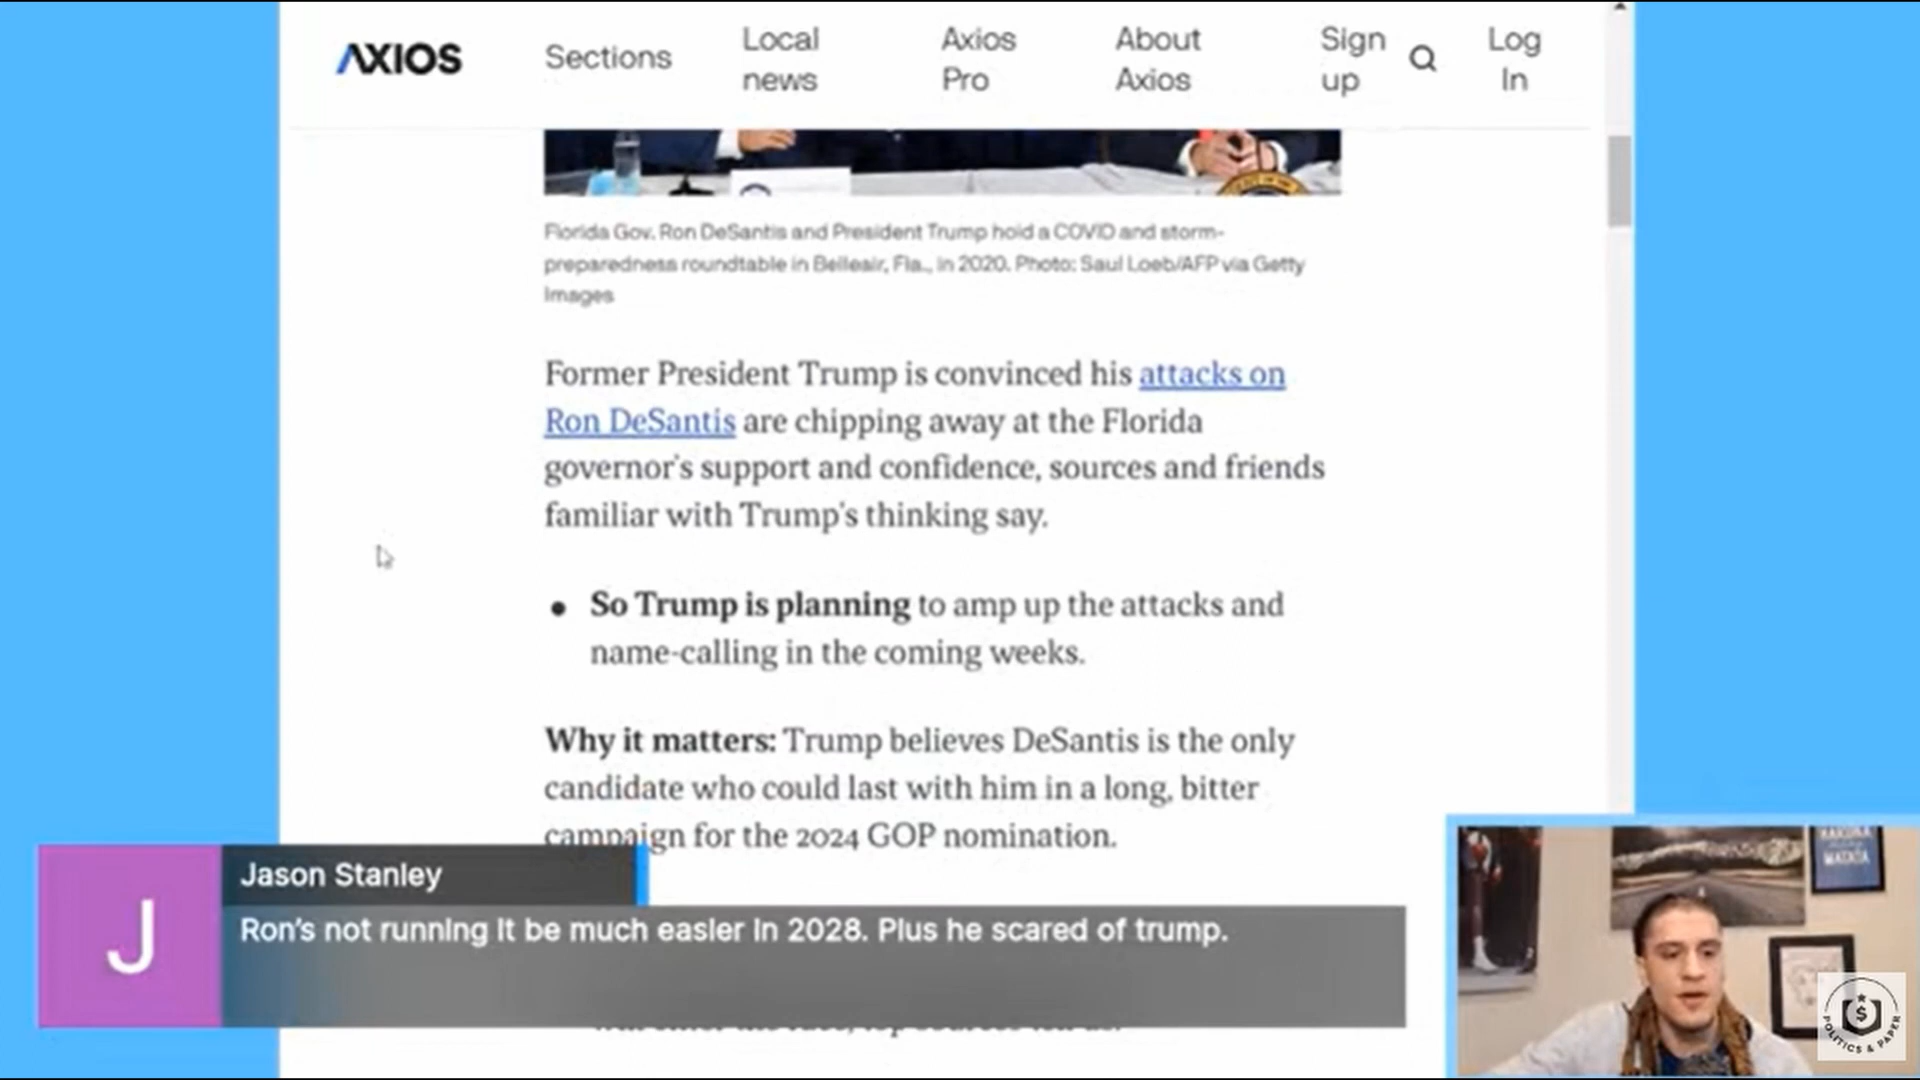 AXIOS
Sections
Local
news
Axios
Pro
About
Axios
Sign
up
Log
In
Florida Gov. Ron DeSantis and President Trump hold a COVID and storm-
preparedness roundtable in Belleair, Fla., in 2020. Photo: Saul Loeb/AFP via Getty
Images
Former President Trump is convinced his attacks on
Ron DeSantis are chipping away at the Florida
governor's support and confidence, sources and friends
familiar with Trump's thinking say.
• So Trump is planning to amp up the attacks and
name-calling in the coming weeks.
Why it matters: Trump believes DeSantis is the only
candidate who could last with him in a long, bitter
campaign for the 2024 GOP nomination.
J
Jason Stanley
Ron's not running it be much easier in 2028. Plus he scared of trump.
HAKUNA
MATATA
POLITICS & PAPER